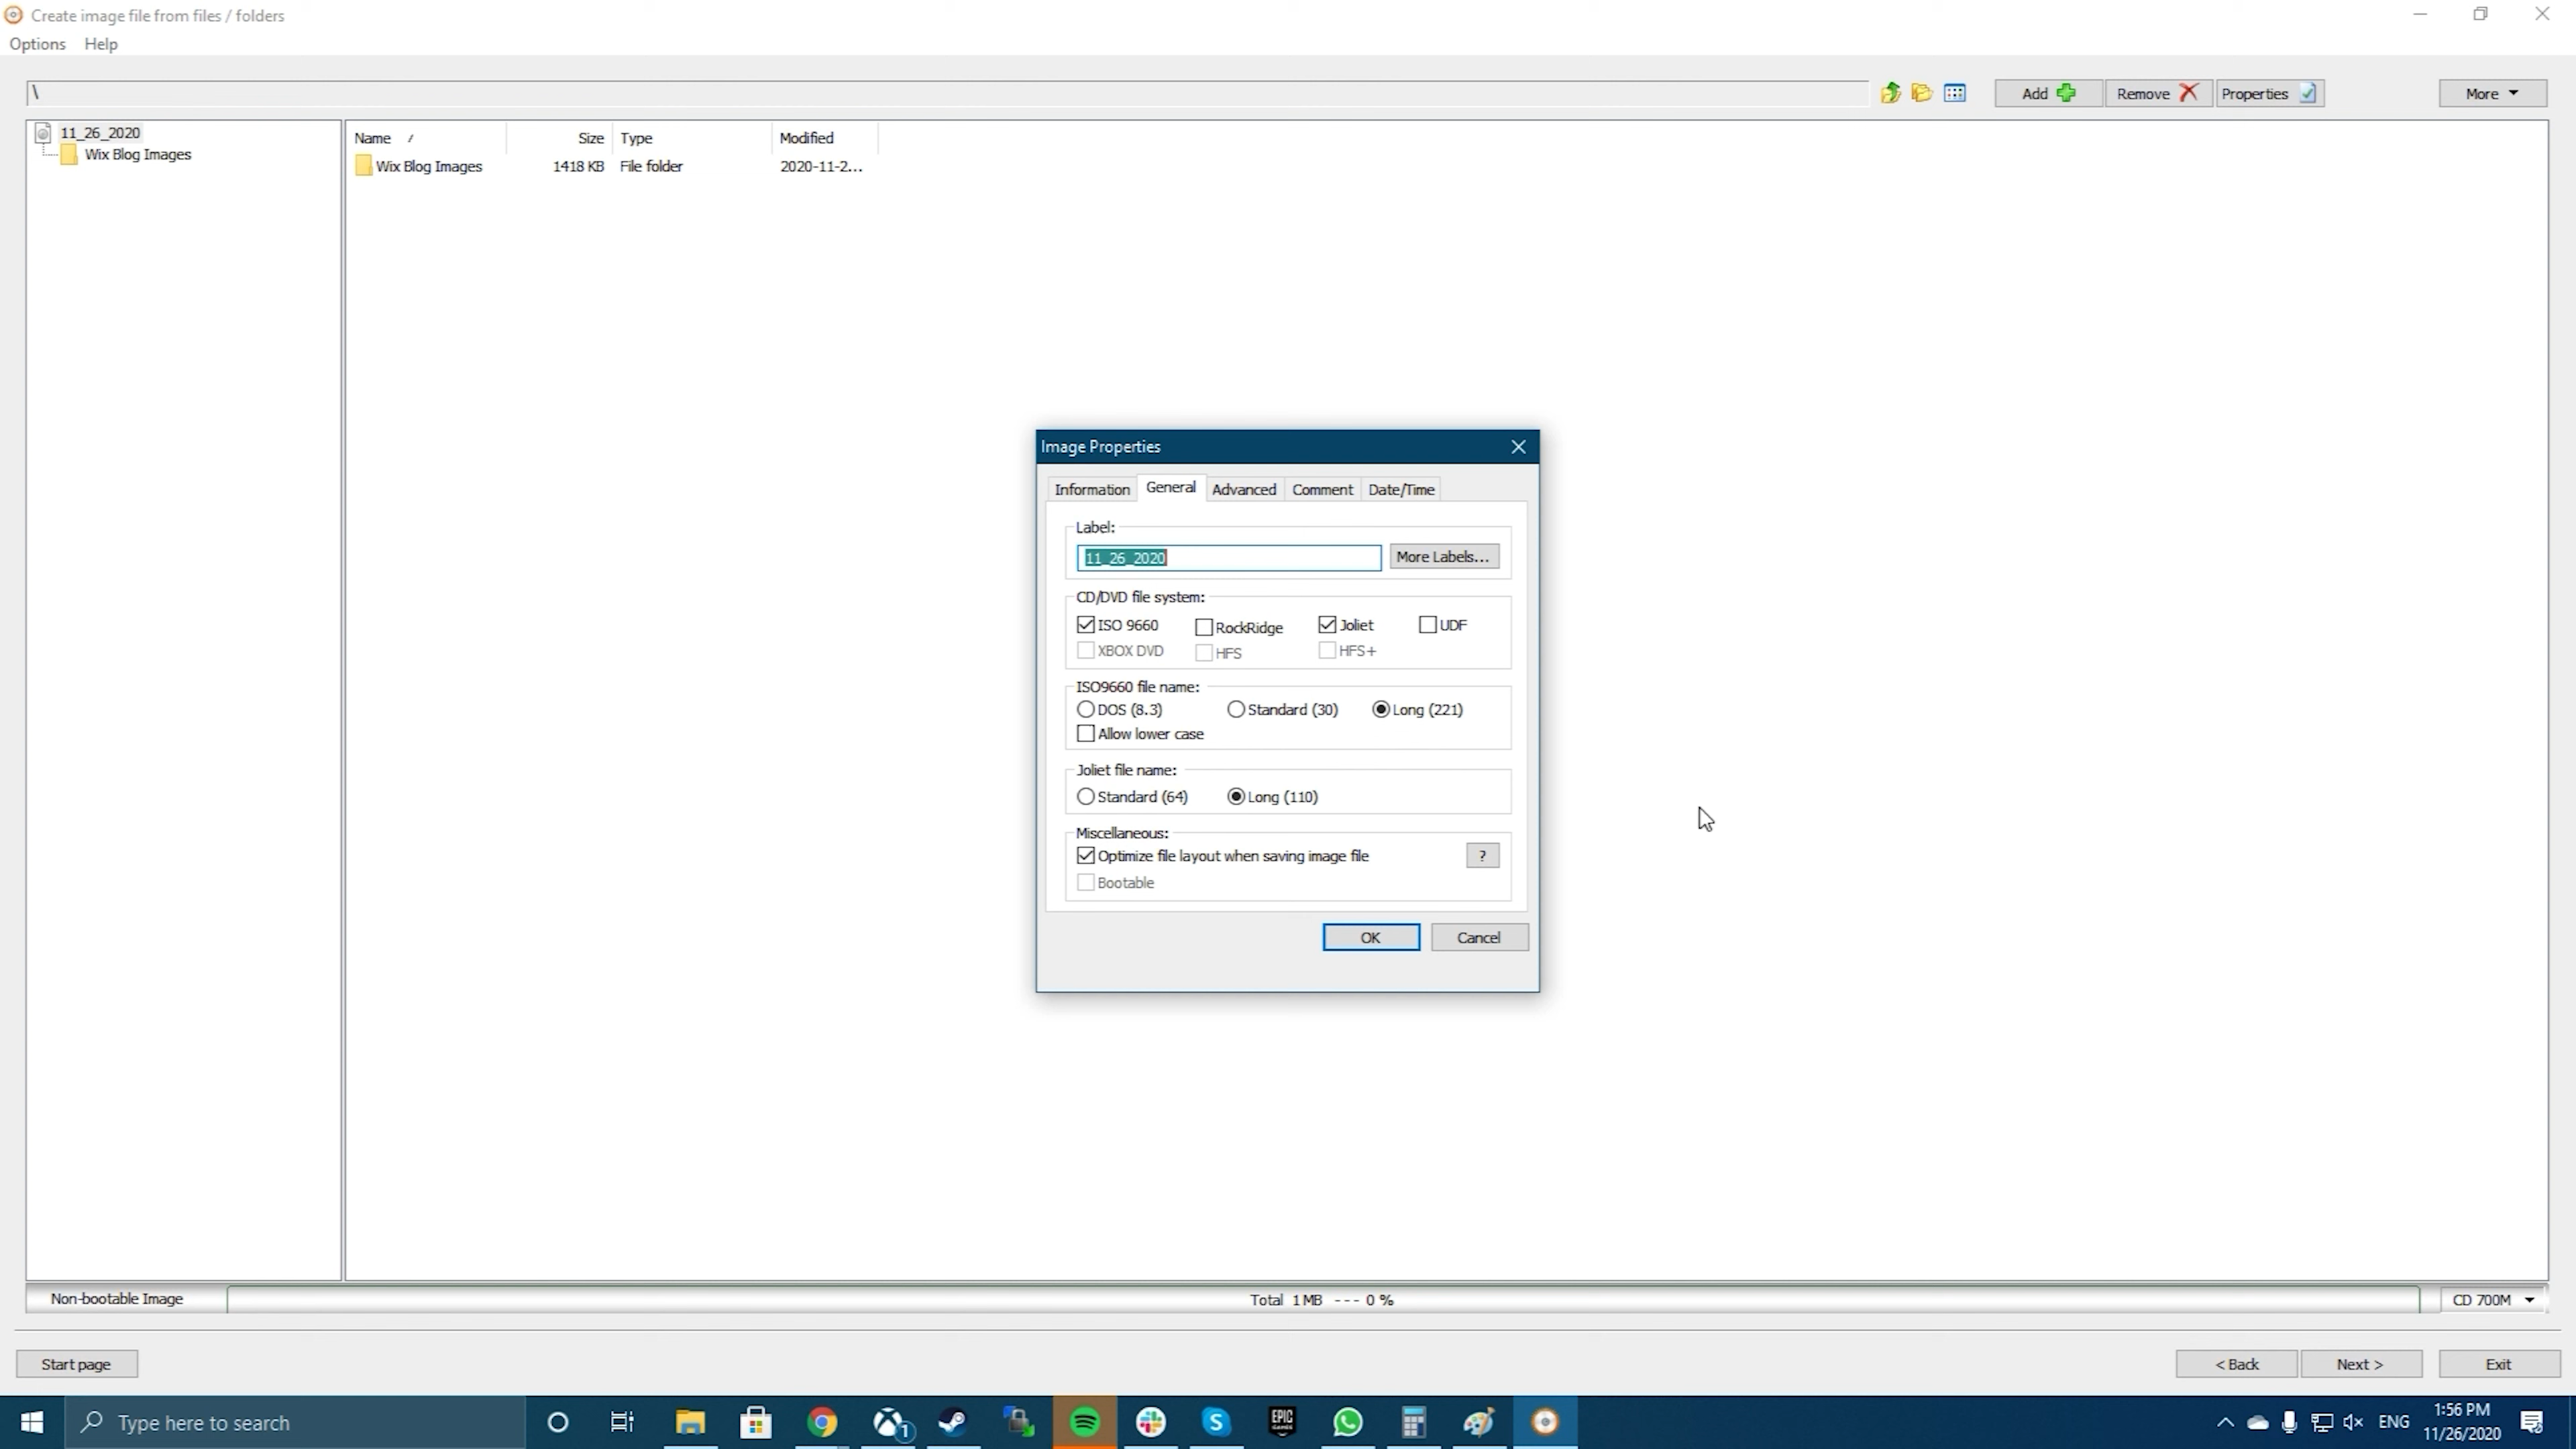 Create image file from files / folders
Options Help
\
Add Remove Properties More
11_26_2020
Wix Blog Images
Name / Size Type Modified
Wix Blog Images 1418 KB File folder 2020-11-2...
Image Properties
Information General Advanced Comment Date/Time
Label:
11_26_2020 More Labels...
CD/DVD file system:
ISO 9660 RockRidge Joliet UDF
XBOX DVD HFS HFS+
ISO9660 file name:
DOS (8.3) Standard (30) Long (221)
Allow lower case
Joliet file name:
Standard (64) Long (110)
Miscellaneous:
Optimize file layout when saving image file ?
Bootable
OK Cancel
Non-bootable Image Total 1 MB --- 0 % CD 700M
Start page < Back Next > Exit
Type here to search 1 S EPIC GAMES ENG 1:56 PM
11/26/2020